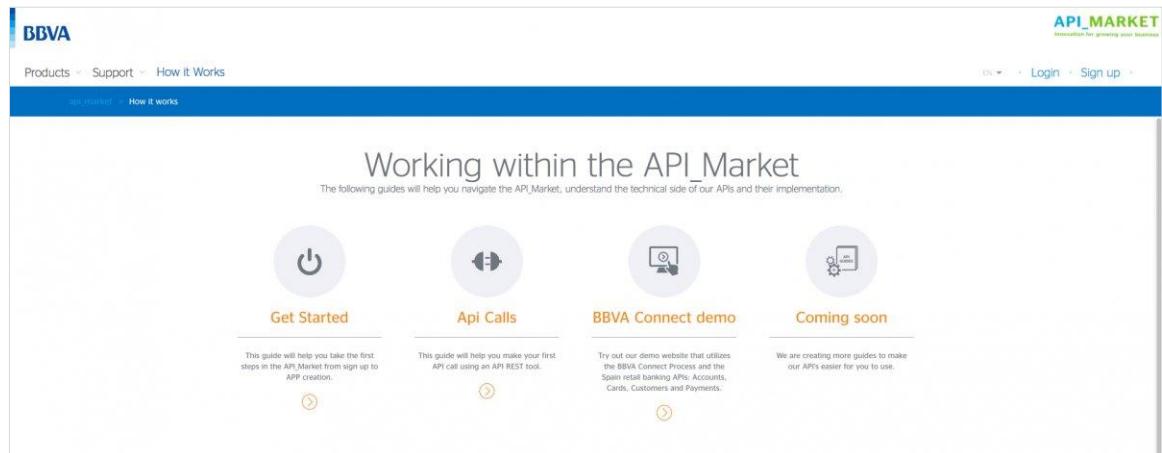 BBVA
API_MARKET
Innovation for growing your business
Products Support How it Works
EN Login Sign up
api_market > How it works
Working within the API_Market
The following guides will help you navigate the API_Market, understand the technical side of our APIs and their implementation.
API
GUIDES
Get Started
This guide will help you take the first
steps in the API_Market from sign up to
APP creation.
Api Calls
This guide will help you make your first
API call using an API REST tool.
BBVA Connect demo
Try out our demo website that utilizes
the BBVA Connect Process and the
Spain retail banking APIs: Accounts,
Cards, Customers and Payments.
Coming soon
We are creating more guides to make
our API's easier for you to use.